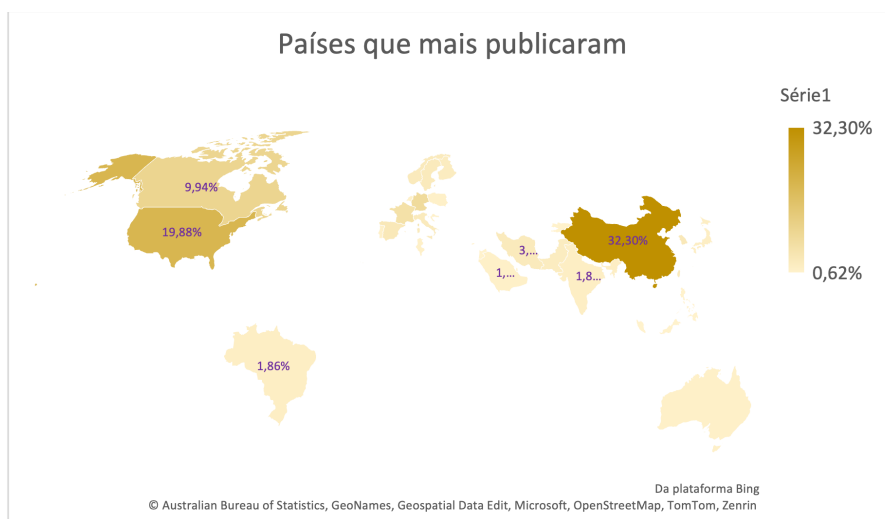 Países que mais publicaram
Série1
32,30%
0,62%
9,94%
19,88%
32,30%
3,...
1,...
1,8...
1,86%
Da plataforma Bing
© Australian Bureau of Statistics, GeoNames, Geospatial Data Edit, Microsoft, OpenStreetMap, TomTom, Zenrin